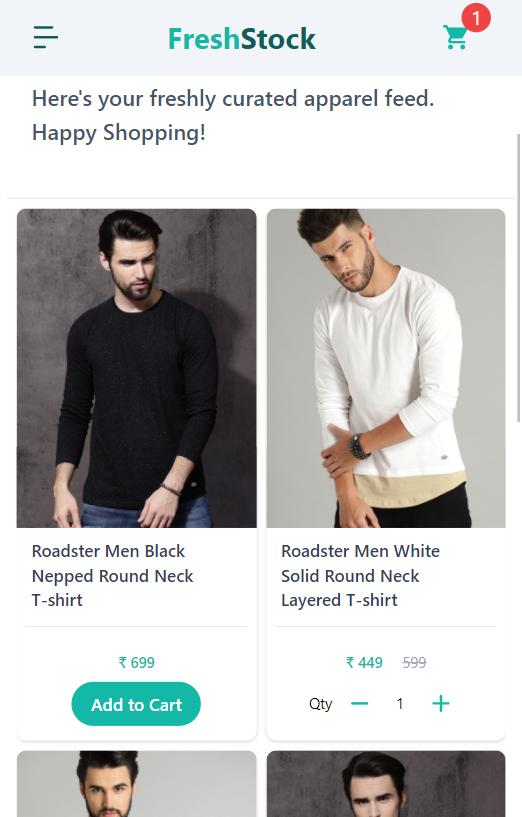 FreshStock
1
Here's your freshly curated apparel feed.
Happy Shopping!
Roadster Men Black
Nepped Round Neck
T-shirt
₹ 699
Add to Cart
Roadster Men White
Solid Round Neck
Layered T-shirt
₹ 449 599
Qty 1